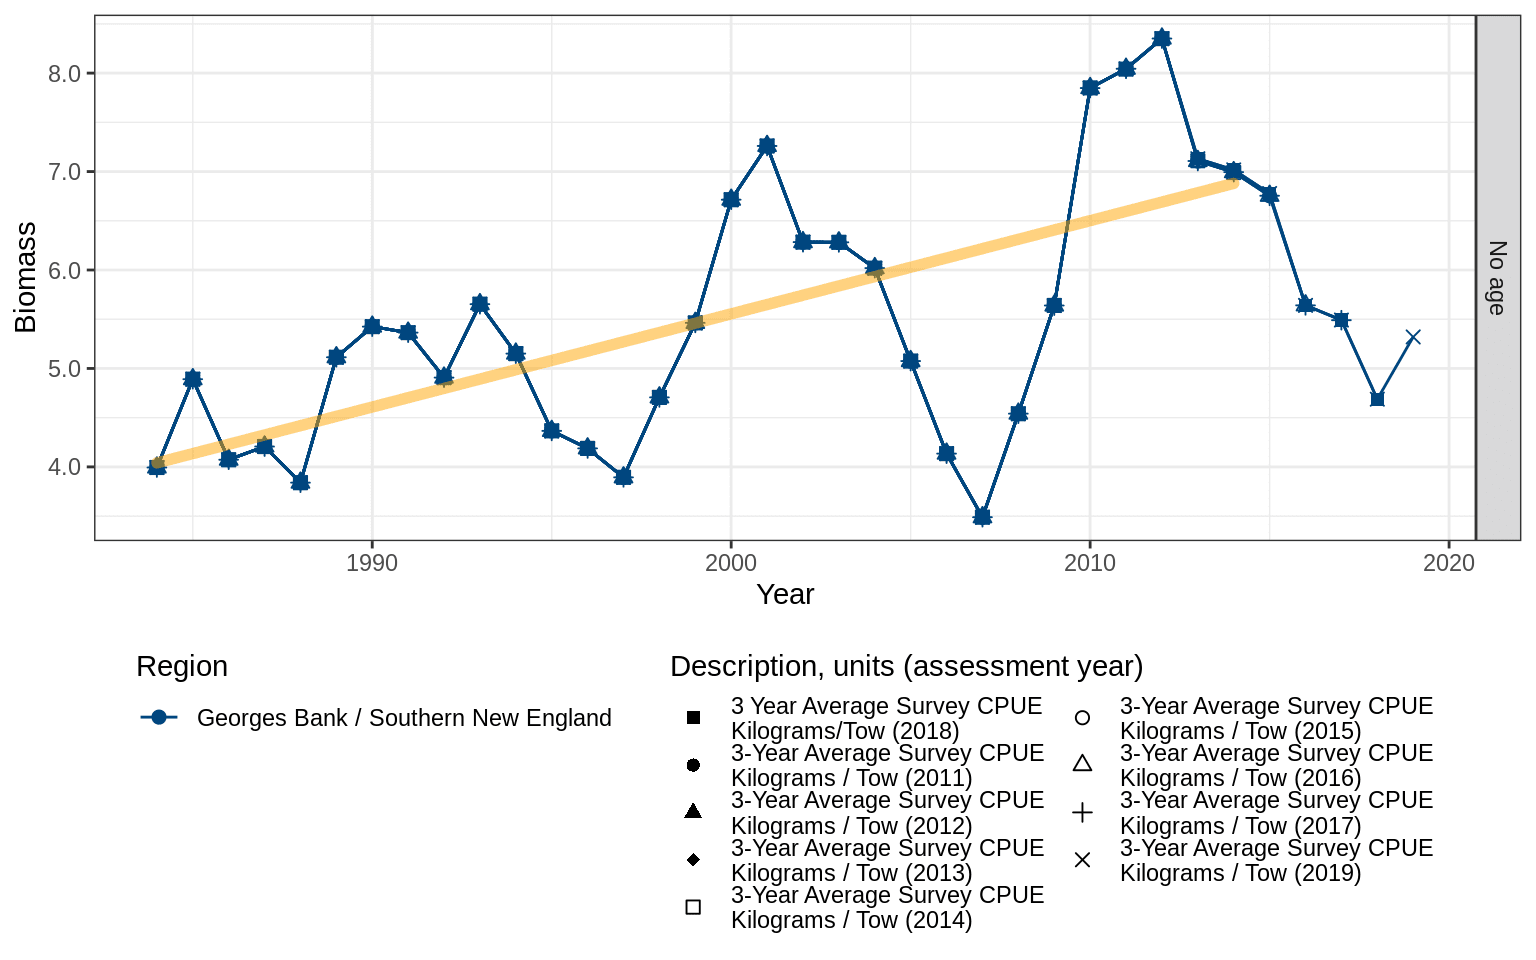 8.0
7.0
6.0
5.0
4.0
Biomass
No age
1990 2000 2010 2020
Year
Region
Georges Bank / Southern New England
Description, units (assessment year)
3 Year Average Survey CPUE
Kilograms/Tow (2018)
3-Year Average Survey CPUE
Kilograms / Tow (2011)
3-Year Average Survey CPUE
Kilograms / Tow (2012)
3-Year Average Survey CPUE
Kilograms / Tow (2013)
3-Year Average Survey CPUE
Kilograms / Tow (2014)
3-Year Average Survey CPUE
Kilograms / Tow (2015)
3-Year Average Survey CPUE
Kilograms / Tow (2016)
3-Year Average Survey CPUE
Kilograms / Tow (2017)
3-Year Average Survey CPUE
Kilograms / Tow (2019)